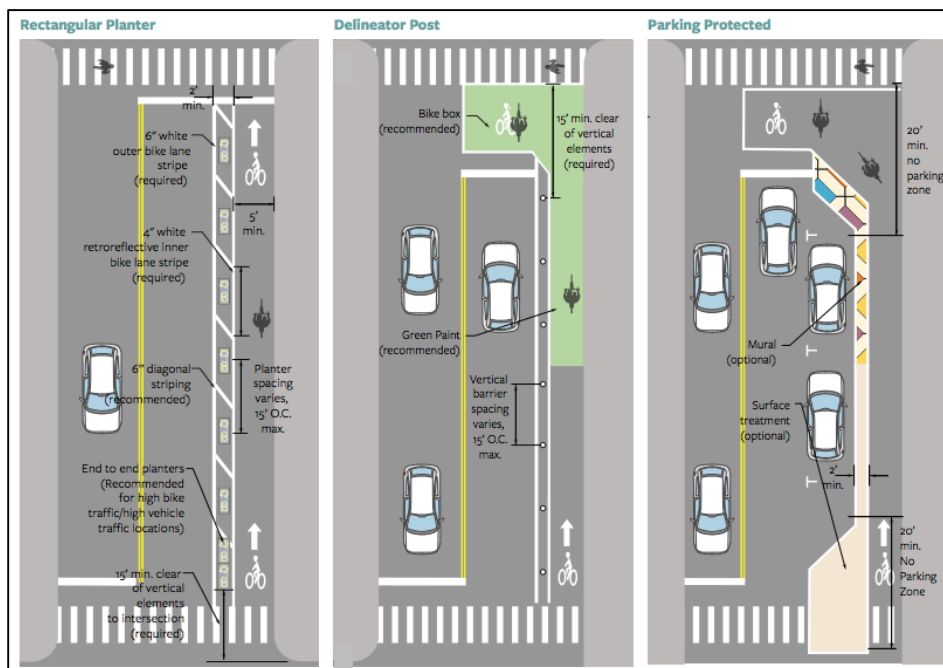 Rectangular Planter
2'
min.
6" white
outer bike lane
stripe
(required)
5'
min.
4" white
retroreflective inner
bike lane stripe
(required)
6" diagonal
striping
(recommended)
Planter
spacing
varies,
15' O.C.
max.
End to end planters
(Recommended
for high bike
traffic/high vehicle
traffic locations)
15' min. clear
of vertical
elements
to intersection
(required)
Delineator Post
Bike box
(recommended)
15' min. clear
of vertical
elements
(required)
Green Paint
(recommended)
Vertical
barrier
spacing
varies,
15' O.C.
max.
Parking Protected
20'
min.
no
parking
zone
Mural
(optional)
Surface
treatment
(optional)
2'
min.
20'
min.
No
Parking
Zone